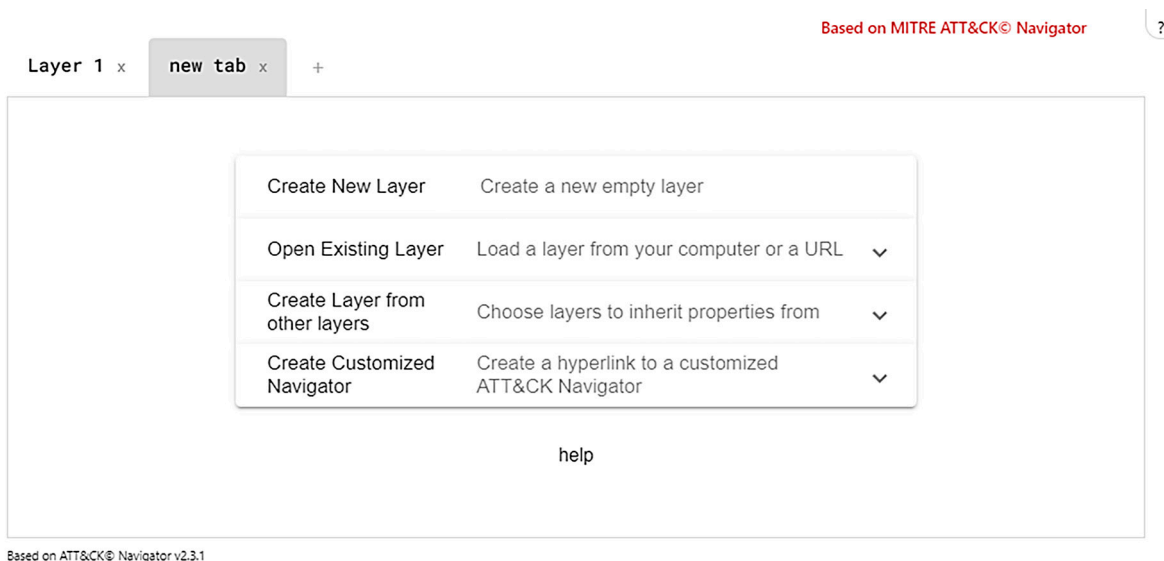 Based on MITRE ATT&CK© Navigator
?
Layer 1 x new tab x +
Create New Layer Create a new empty layer
Open Existing Layer Load a layer from your computer or a URL
Create Layer from
other layers
Choose layers to inherit properties from
Create Customized
Navigator
Create a hyperlink to a customized
ATT&CK Navigator
help
Based on ATT&CK© Navigator v2.3.1